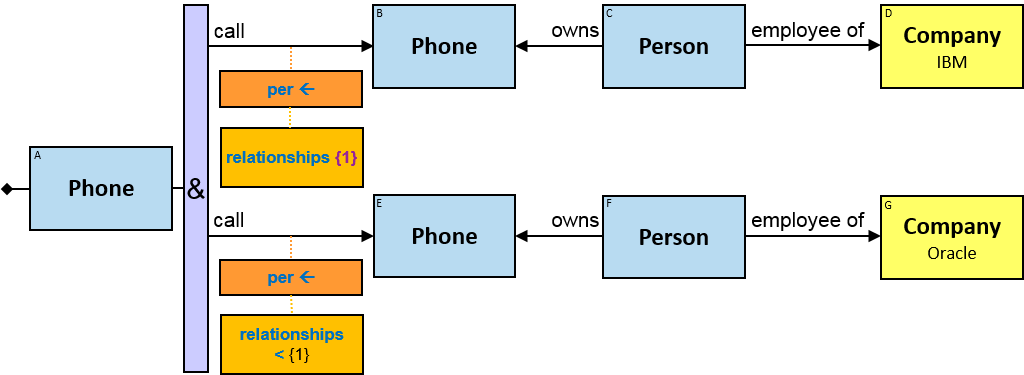 A
Phone
&
call
per ←
relationships {1}
B
Phone
owns
C
Person
employee of
D
Company
IBM
call
per ←
relationships
< {1}
E
Phone
owns
F
Person
employee of
G
Company
Oracle